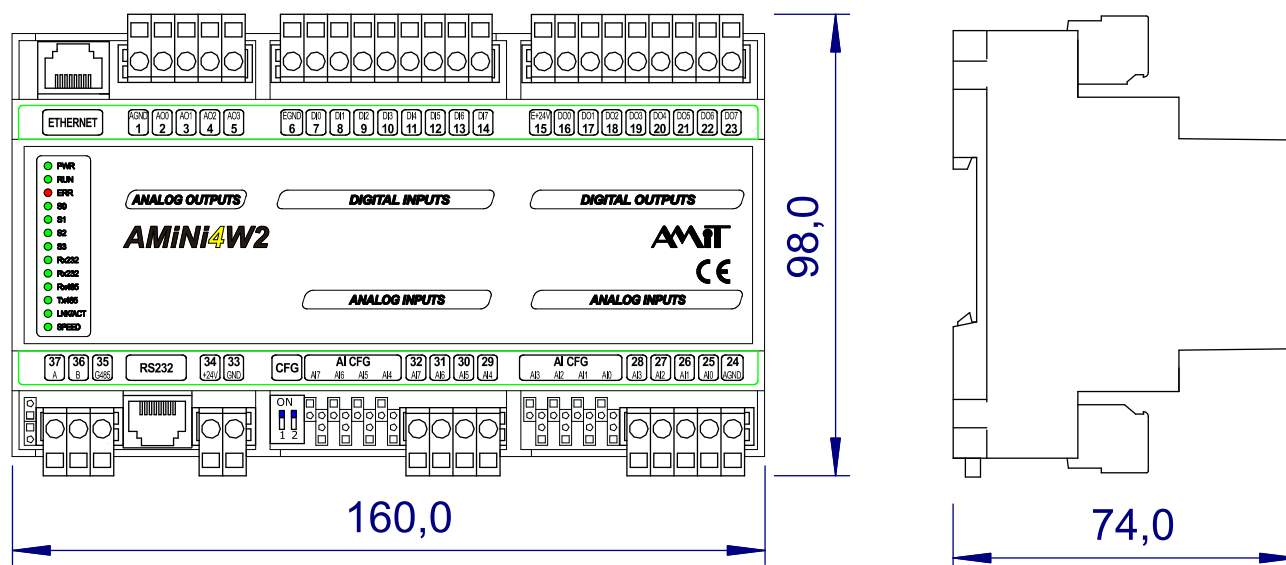 ETHERNET
AGND AO0 AO1 AO2 AO3
1 2 3 4 5
EGND DI0 DI1 DI2 DI3 DI4 DI5 DI6 DI7
6 7 8 9 10 11 12 13 14
E+24V DO0 DO1 DO2 DO3 DO4 DO5 DO6 DO7
15 16 17 18 19 20 21 22 23
PWR
RUN
ERR
S0
S1
S2
S3
Rx232
Rx232
Rx485
Tx485
LNK/ACT
SPEED
ANALOG OUTPUTS
DIGITAL INPUTS
DIGITAL OUTPUTS
AMiNi4W2
AMiT
CE
ANALOG INPUTS
ANALOG INPUTS
37 36 35
A B G485
RS232
34 33
+24V GND
CFG
AI CFG
AI7 AI6 AI5 AI4
32 31 30 29
AI7 AI6 AI5 AI4
AI CFG
AI3 AI2 AI1 AI0
28 27 26 25 24
AI3 AI2 AI1 AI0 AGND
ON
1 2
98,0
160,0
74,0